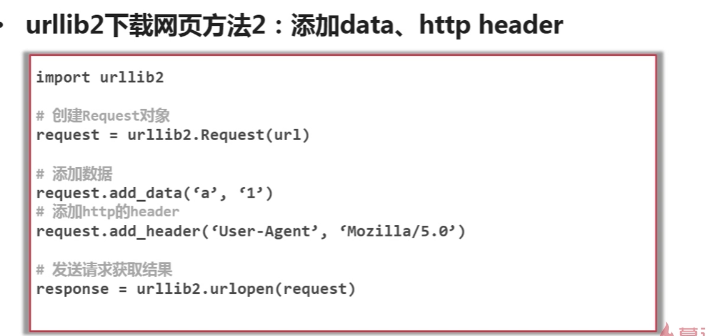 • urllib2下载网页方法2：添加data、http header
import urllib2
# 创建Request对象
request = urllib2.Request(url)
# 添加数据
request.add_data(‘a’, ‘1’)
# 添加http的header
request.add_header(‘User-Agent’, ‘Mozilla/5.0’)
# 发送请求获取结果
response = urllib2.urlopen(request)